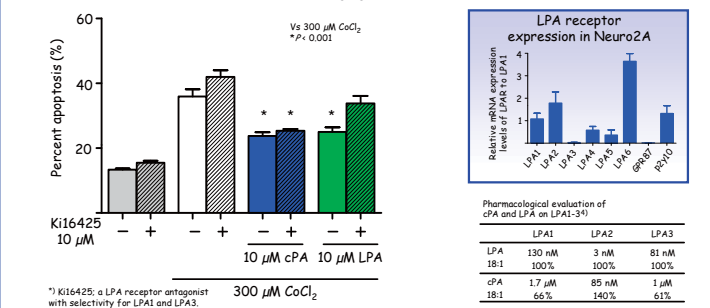 60
40
20
Percent apoptosis (%)
Vs 300 μM CoCl₂
*P< 0.001
* * *
Ki16425
10 μM
− + − + − + − +
10 μM cPA 10 μM LPA
300 μM CoCl₂
*) Ki16425; a LPA receptor antagonist
with selectivity for LPA1 and LPA3.
LPA receptor
expression in Neuro2A
Relative mRNA expression
levels of LPAR to LPA1
4
3
2
1
LPA1 LPA2 LPA3 LPA4 LPA5 LPA6 GPR87 P2y10
Pharmacological evaluation of
cPA and LPA on LPA1-3⁴⁾
LPA1 LPA2 LPA3
LPA 130 nM 3 nM 81 nM
18:1 100% 100% 100%
cPA 1.7 μM 85 nM 1 μM
18:1 66% 140% 61%